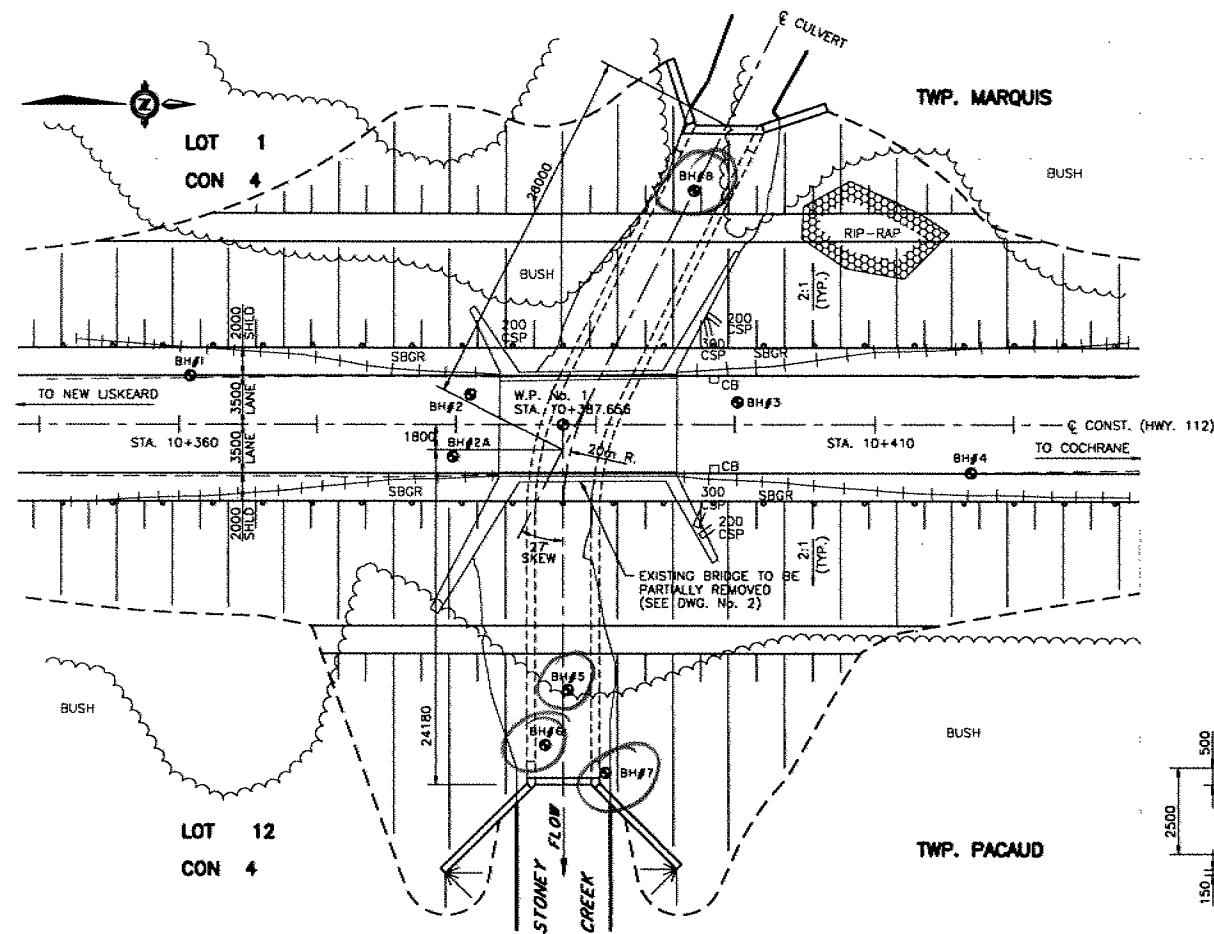 ℄ CULVERT
TWP. MARQUIS
Z
LOT 1
CON 4
BUSH
28000
BH#8
RIP-RAP
BUSH
2:1
(TYP.)
200
CSP
200
CSP
300
CSP
2000
SHLD
SBGR
SBGR
BH#1
CB
TO NEW LISKEARD
3500
LANE
BH#2
W.P. No. 1
STA. 10+387.656
BH#3
℄ CONST. (HWY. 112)
STA. 10+360
3500
LANE
1800
BH#2A
20m R.
STA. 10+410
TO COCHRANE
CB
BH#4
SBGR
300
CSP
SBGR
2000
SHLD
200
CSP
27
SKEW
2:1
(TYP.)
EXISTING BRIDGE TO BE
PARTIALLY REMOVED
(SEE DWG. No. 2)
BH#5
BUSH
24180
BH#6
BUSH
BH#7
500
2500
150
LOT 12
CON 4
FLOW
STONEY CREEK
TWP. PACAUD